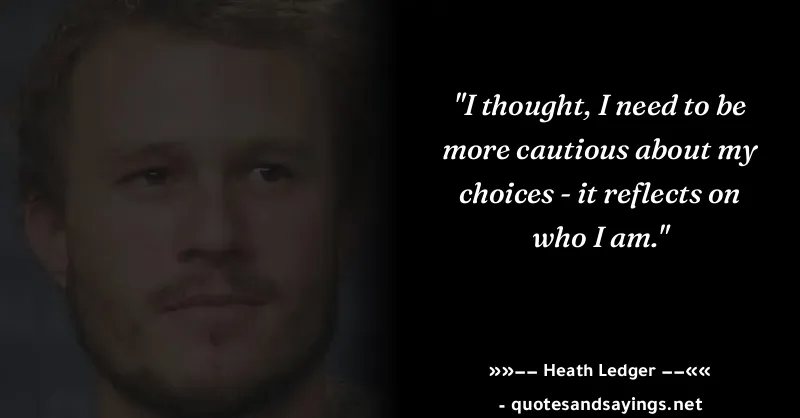 "I thought, I need to be
more cautious about my
choices - it reflects on
who I am."
»»–– Heath Ledger ––««
- quotesandsayings.net